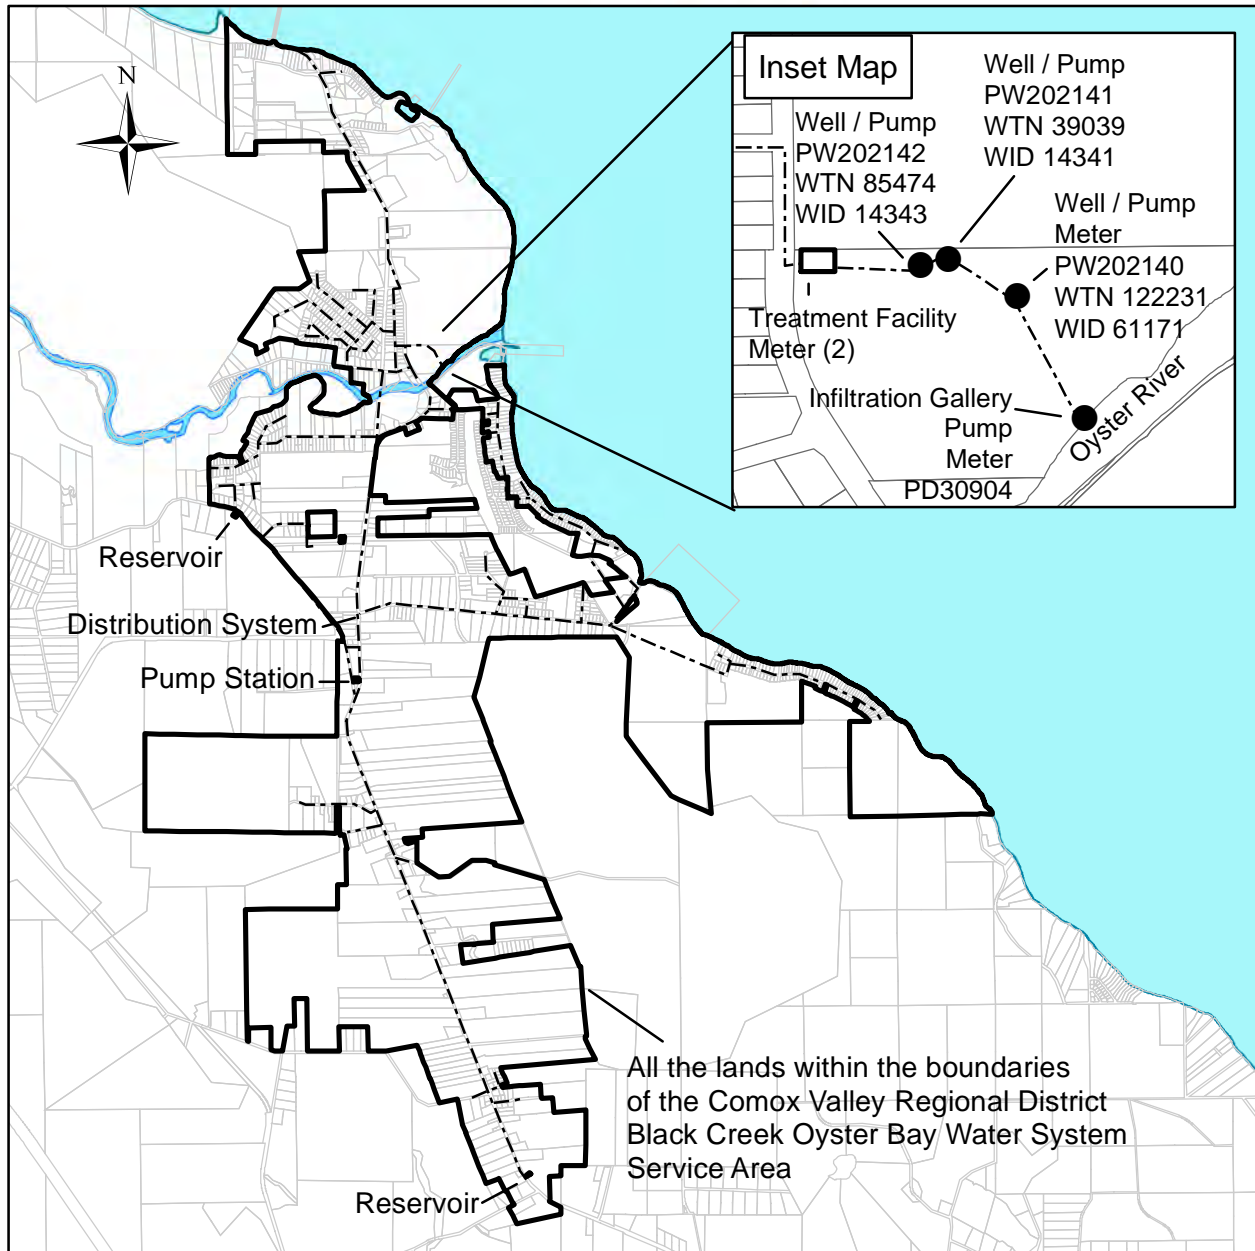 N
Inset Map
Well / Pump
PW202141
WTN 39039
WID 14341
Well / Pump
PW202142
WTN 85474
WID 14343
Well / Pump
Meter
PW202140
WTN 122231
WID 61171
Treatment Facility
Meter (2)
Infiltration Gallery
Pump
Meter
PD30904
Oyster River
Reservoir
Distribution System
Pump Station
All the lands within the boundaries
of the Comox Valley Regional District
Black Creek Oyster Bay Water System
Service Area
Reservoir